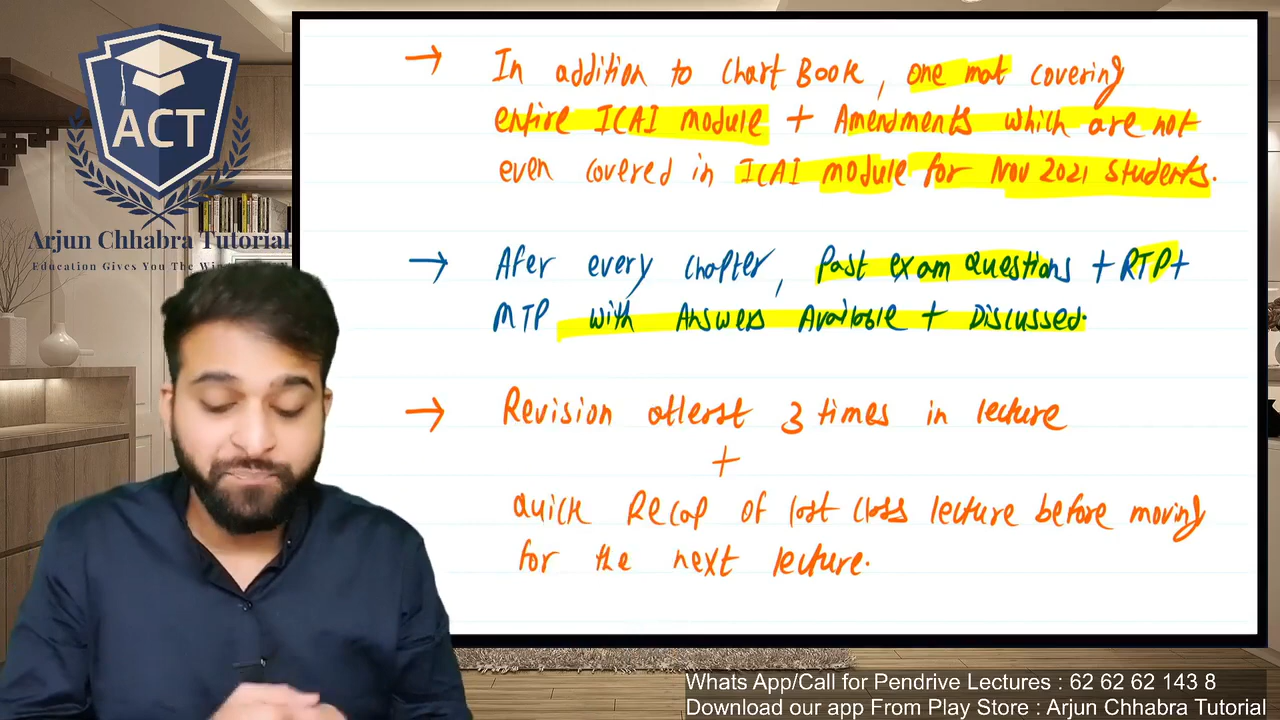 ACT
Arjun Chhabra Tutorial
Education Gives You The Wi
→ In addition to Chart Book, one mat covering
entire ICAI module + Amendments which are not
even covered in ICAI module for Nov 2021 students.
→ Afer every chapter, Past exam questions + RTP+
MTP with Answers Available + Discussed.
→ Revision atleast 3 times in lecture
+
Quick Recap of last class lecture before moving
for the next lecture.
Whats App/Call for Pendrive Lectures : 62 62 62 143 8
Download our app From Play Store : Arjun Chhabra Tutorial